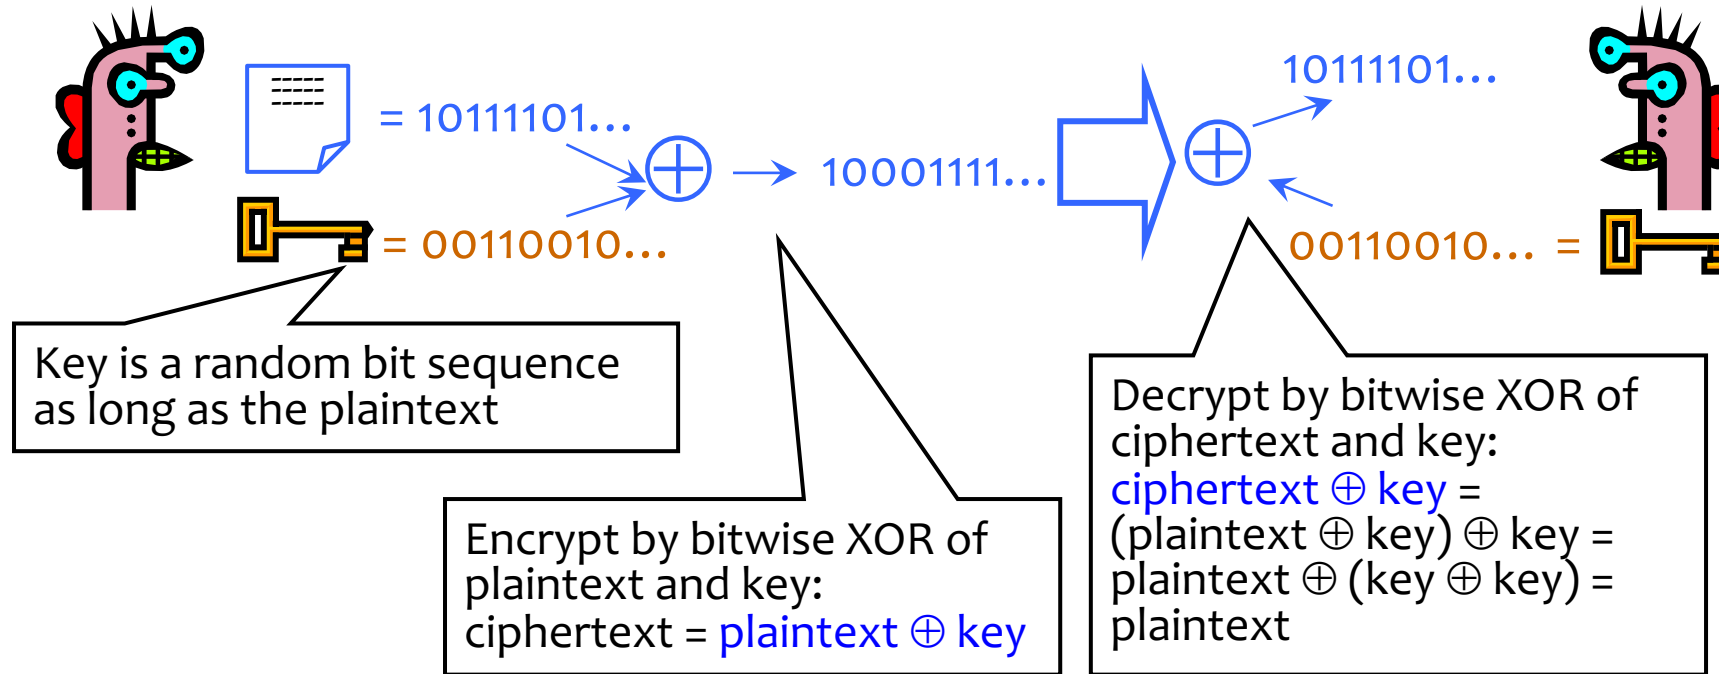 = 10111101...
10001111...
10111101...
= 00110010...
00110010... =
Key is a random bit sequence
as long as the plaintext
Encrypt by bitwise XOR of
plaintext and key:
ciphertext = plaintext ⊕ key
Decrypt by bitwise XOR of
ciphertext and key:
ciphertext ⊕ key =
(plaintext ⊕ key) ⊕ key =
plaintext ⊕ (key ⊕ key) =
plaintext